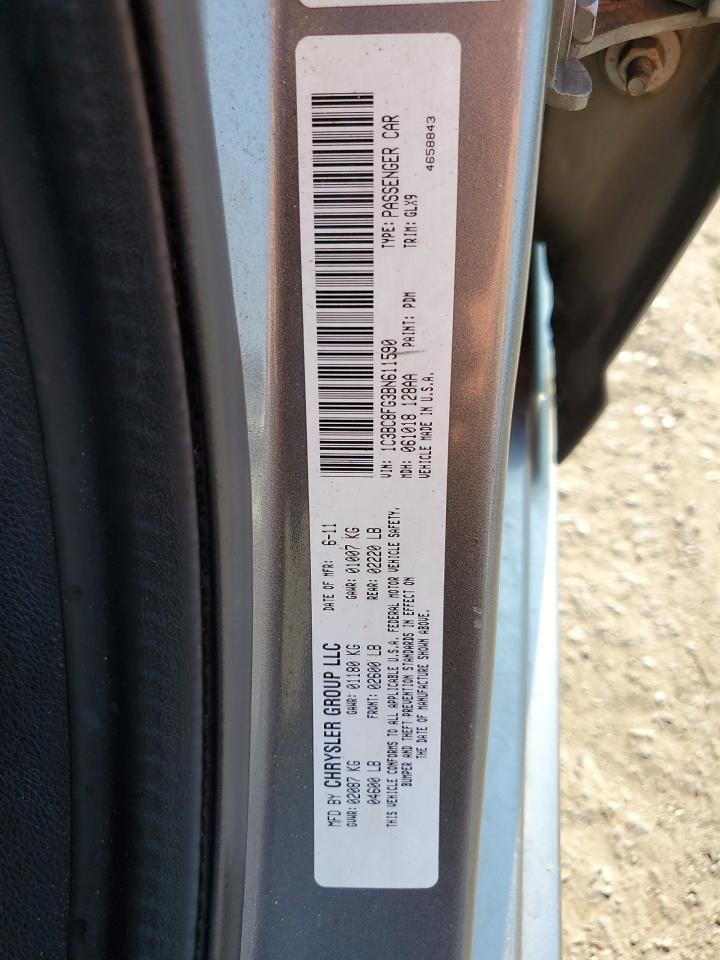 MFD BY CHRYSLER GROUP LLC DATE OF MFR: 6-11
GVWR: 02087 KG GAWR: 01180 KG GAWR: 01007 KG
04600 LB FRONT: 02600 LB REAR: 02220 LB
THIS VEHICLE CONFORMS TO ALL APPLICABLE U.S.A. FEDERAL MOTOR VEHICLE SAFETY,
BUMPER AND THEFT PREVENTION STANDARDS IN EFFECT ON
THE DATE OF MANUFACTURE SHOWN ABOVE.
VIN: 1C3BC8FG3BN611590 TYPE: PASSENGER CAR
MDH: 061018 128AA PAINT: PDM TRIM: GLX9
VEHICLE MADE IN U.S.A. 4658843